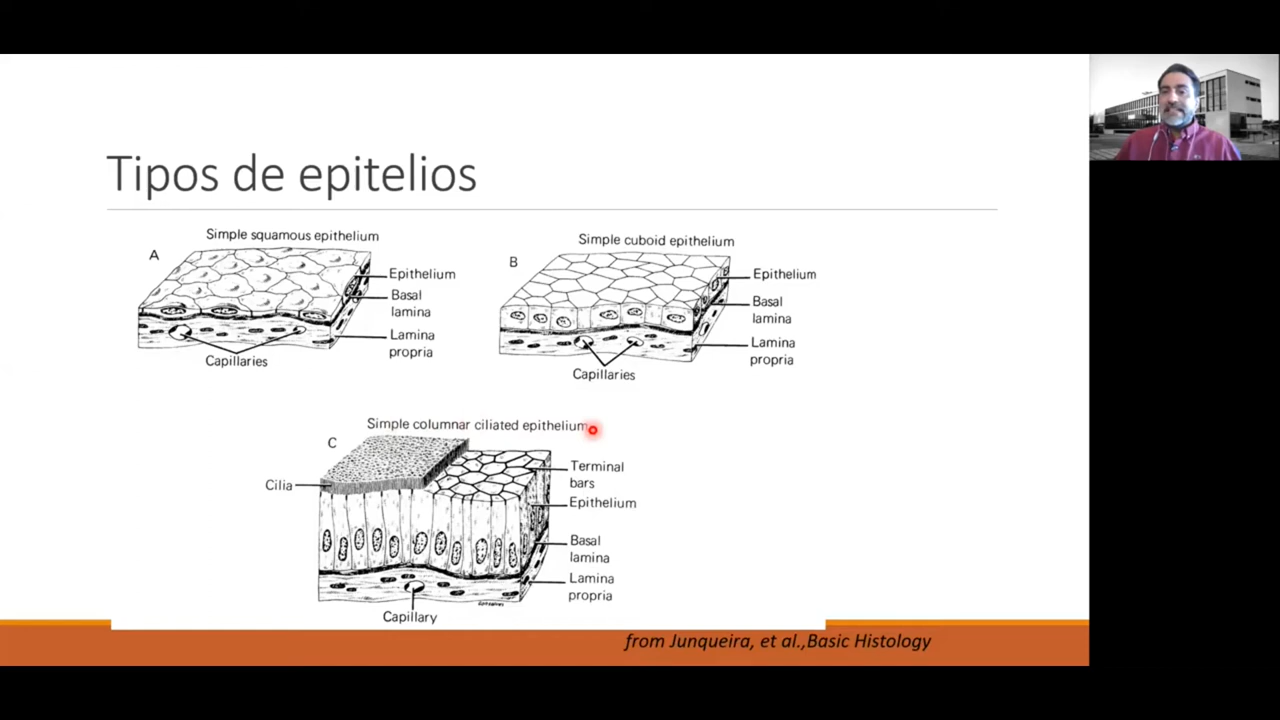 Tipos de epitelios
Simple squamous epithelium
A
Epithelium
Basal
lamina
Lamina
propria
Capillaries
Simple cuboid epithelium
B
Epithelium
Basal
lamina
Lamina
propria
Capillaries
Simple columnar ciliated epithelium
C
Cilia
Terminal
bars
Epithelium
Basal
lamina
Lamina
propria
Capillary
from Junqueira, et al.,Basic Histology